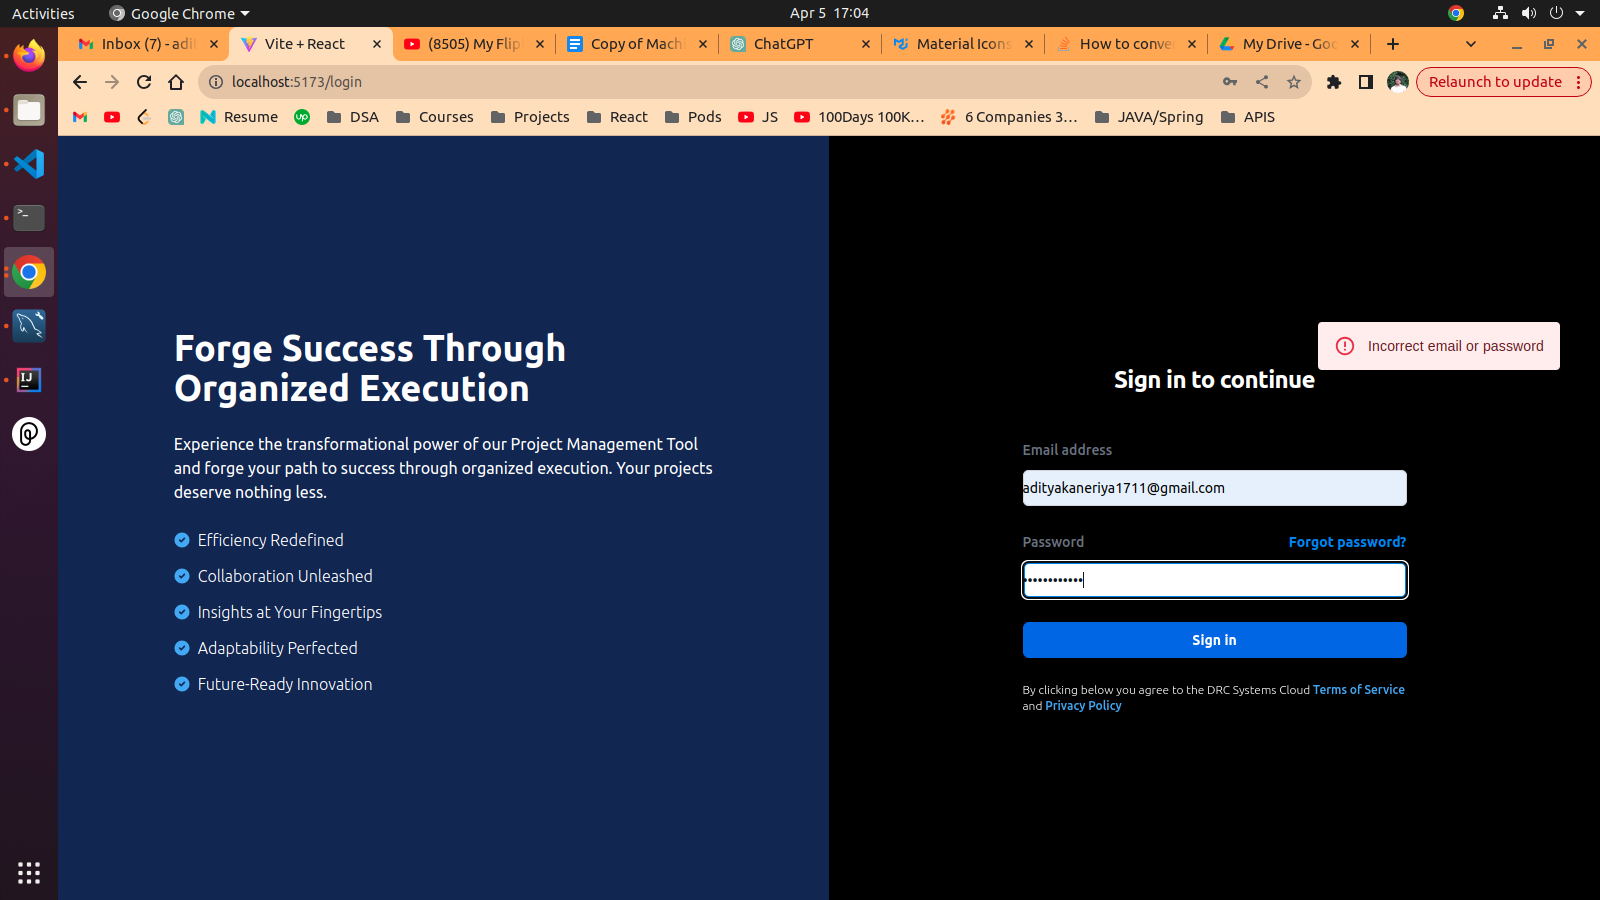 Activities
Google Chrome
Apr 5 17:04
Inbox (7) - adi
Vite + React
(8505) My Flip
Copy of Mach
ChatGPT
Material Icons
How to conve
My Drive - Goo
localhost:5173/login
Relaunch to update
Resume
up
DSA
Courses
Projects
React
Pods
JS
100Days 100K...
6 Companies 3...
JAVA/Spring
APIS
IJ
Forge Success Through
Organized Execution
Experience the transformational power of our Project Management Tool
and forge your path to success through organized execution. Your projects
deserve nothing less.
Efficiency Redefined
Collaboration Unleashed
Insights at Your Fingertips
Adaptability Perfected
Future-Ready Innovation
Incorrect email or password
Sign in to continue
Email address
adityakaneriya1711@gmail.com
Password
Forgot password?
••••••••••••
Sign in
By clicking below you agree to the DRC Systems Cloud Terms of Service
and Privacy Policy